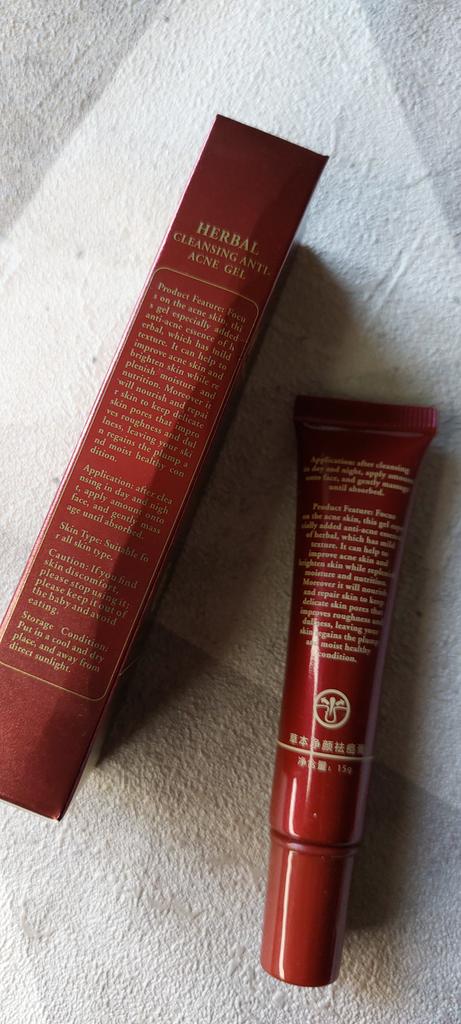 HERBAL
CLEANSING ANTI-
ACNE GEL
Product Feature: Focu
s on the acne skin, thi
s gel especially added
anti-acne essence of h
erbal, which has mild
texture. It can help to
improve acne skin and
brighten skin while re
plenish moisture and
nutrition. Moreover it
will nourish and repai
r skin to keep delicate
skin pores that impro
ves roughness and dul
lness, leaving your ski
n regains the plump a
nd moist healthy con
dition.
Application: after clea
nsing in day and nigh
t, apply amount onto
face, and gently mass
age until absorbed.
Skin Type: Suitable fo
r all skin type.
Caution: If you find
skin discomfort,
please stop using it;
please keep it out of
the baby and avoid
eating.
Storage Condition:
Put in a cool and dry
place, and away from
direct sunlight.
Application: after cleansing
in day and night, apply amount
onto face, and gently massage
until absorbed.
Product Feature: Focus
on the acne skin, this gel espe
cially added anti-acne essence
of herbal, which has mild
texture. It can help to
improve acne skin and
brighten skin while replenish
moisture and nutrition.
Moreover it will nourish
and repair skin to keep
delicate skin pores that
improves roughness and
dullness, leaving your
skin regains the plump
and moist healthy
condition.
草本净颜祛痘膏
净含量: 15g